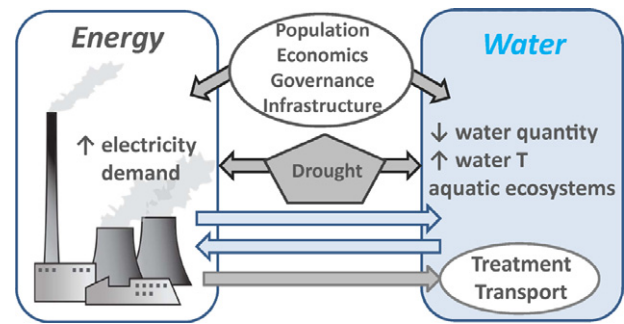 Energy
Population
Economics
Governance
Infrastructure
Water
↑ electricity
demand
Drought
↓ water quantity
↑ water T
aquatic ecosystems
Treatment
Transport